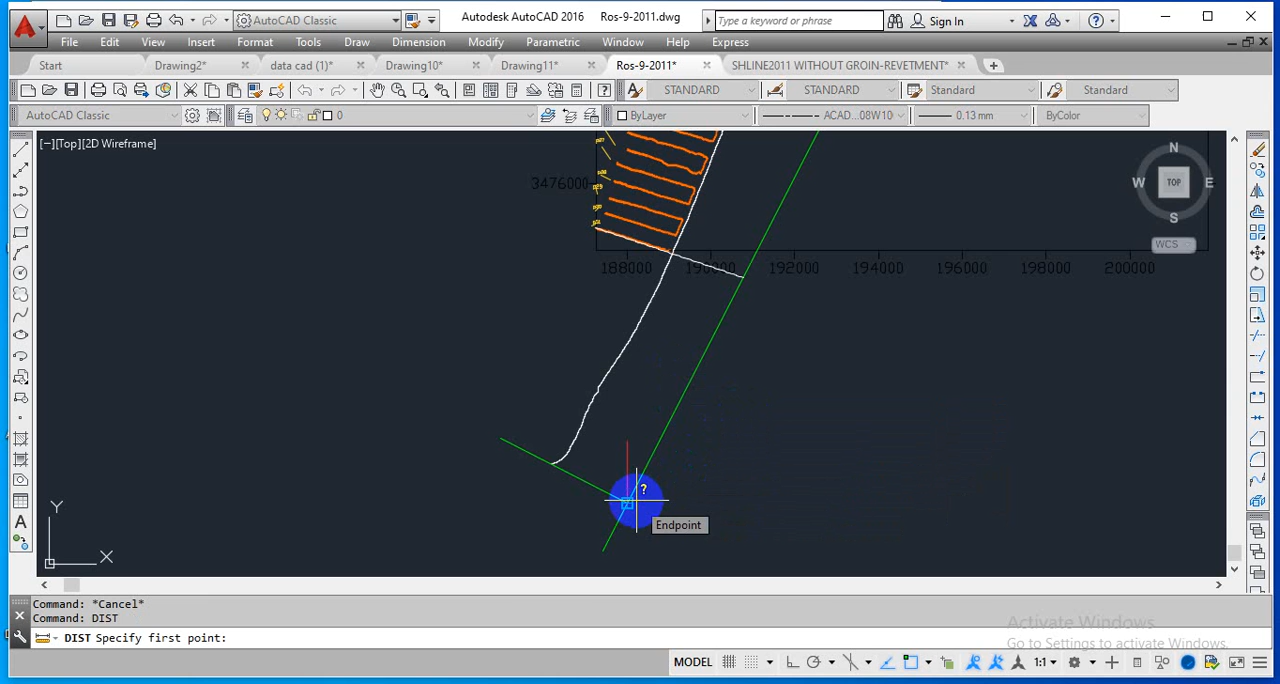 AutoCAD Classic
Autodesk AutoCAD 2016 Ros-9-2011.dwg
Type a keyword or phrase
Sign In
File Edit View Insert Format Tools Draw Dimension Modify Parametric Window Help Express
Start Drawing2* data cad (1)* Drawing10* Drawing11* Ros-9-2011* SHLINE2011 WITHOUT GROIN-REVETMENT*
STANDARD STANDARD Standard Standard
AutoCAD Classic 0 ByLayer ACAD...08W10 0.13 mm ByColor
[−][Top][2D Wireframe]
N
W TOP E
S
WCS
3476000
188000 190000 192000 194000 196000 198000 200000
?
Endpoint
Y
X
Command: *Cancel*
Command: DIST
DIST Specify first point:
Activate Windows
Go to Settings to activate Windows.
MODEL 1:1